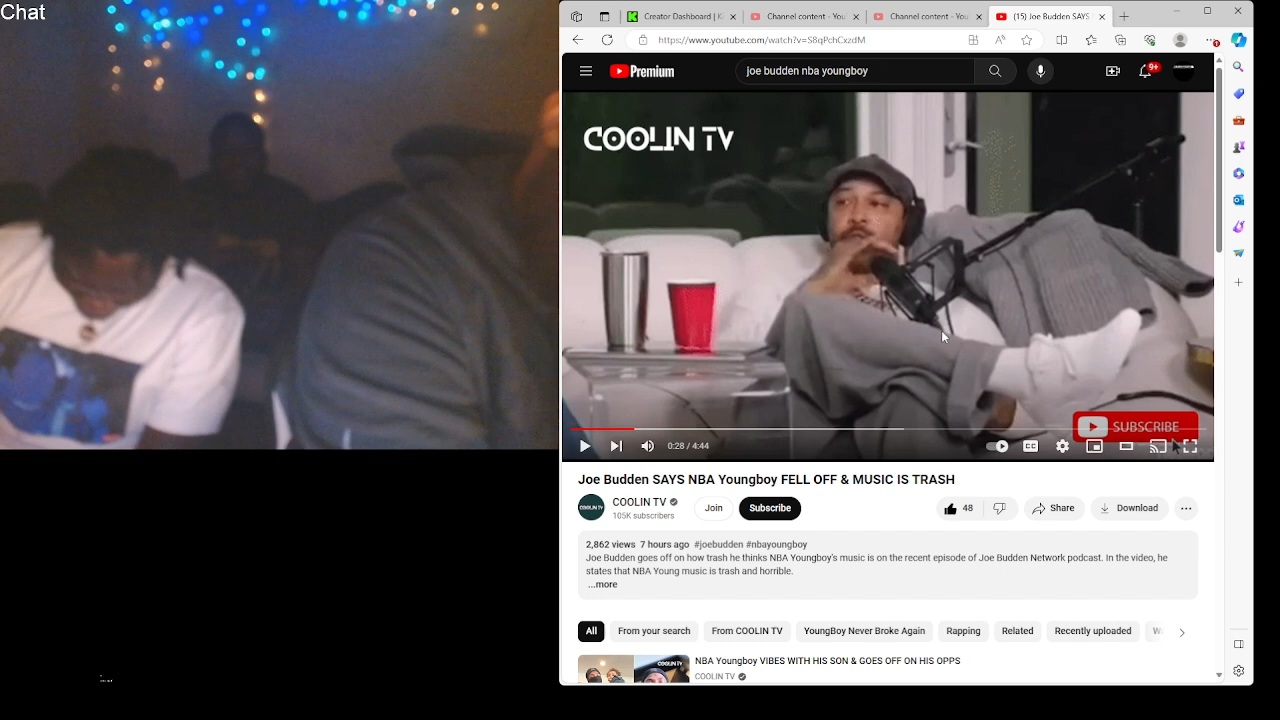 Chat
Creator Dashboard | K
Channel content - You
Channel content - You
(15) Joe Budden SAYS
https://www.youtube.com/watch?v=S8qPchCxzdM
Premium
joe budden nba youngboy
9+
COOLIN TV
SUBSCRIBE
0:28 / 4:44
CC
Joe Budden SAYS NBA Youngboy FELL OFF & MUSIC IS TRASH
COOLIN TV
105K subscribers
Join
Subscribe
48
Share
Download
2,862 views 7 hours ago #joebudden #nbayoungboy
Joe Budden goes off on how trash he thinks NBA Youngboy's music is on the recent episode of Joe Budden Network podcast. In the video, he
states that NBA Young music is trash and horrible.
...more
All
From your search
From COOLIN TV
YoungBoy Never Broke Again
Rapping
Related
Recently uploaded
NBA Youngboy VIBES WITH HIS SON & GOES OFF ON HIS OPPS
COOLIN TV